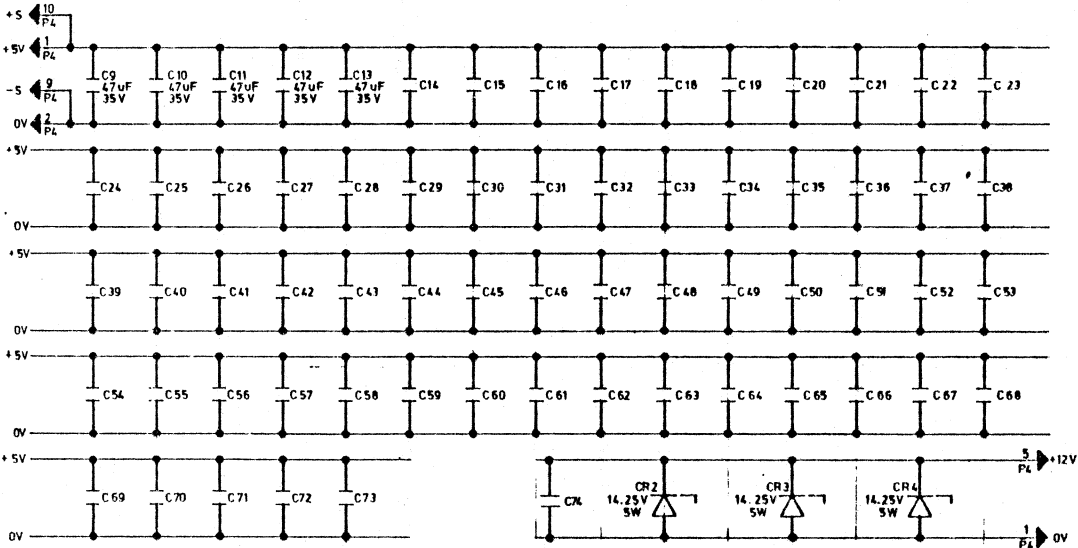 +S 10 P4
+5V 1 P4
-S 9 P4
0V 2 P4
C9 47uF 35V
C10 47uF 35V
C11 47uF 35V
C12 47uF 35V
C13 47uF 35V
C14 C15 C16 C17 C18 C19 C20 C21 C22 C23
+5V
C24 C25 C26 C27 C28 C29 C30 C31 C32 C33 C34 C35 C36 C37 C38
0V
+5V
C39 C40 C41 C42 C43 C44 C45 C46 C47 C48 C49 C50 C51 C52 C53
0V
+5V
C54 C55 C56 C57 C58 C59 C60 C61 C62 C63 C64 C65 C66 C67 C68
0V
+5V
C69 C70 C71 C72 C73
0V
5 P4 +12V
C74
CR2 14.25V 5W
CR3 14.25V 5W
CR4 14.25V 5W
1 P4 0V